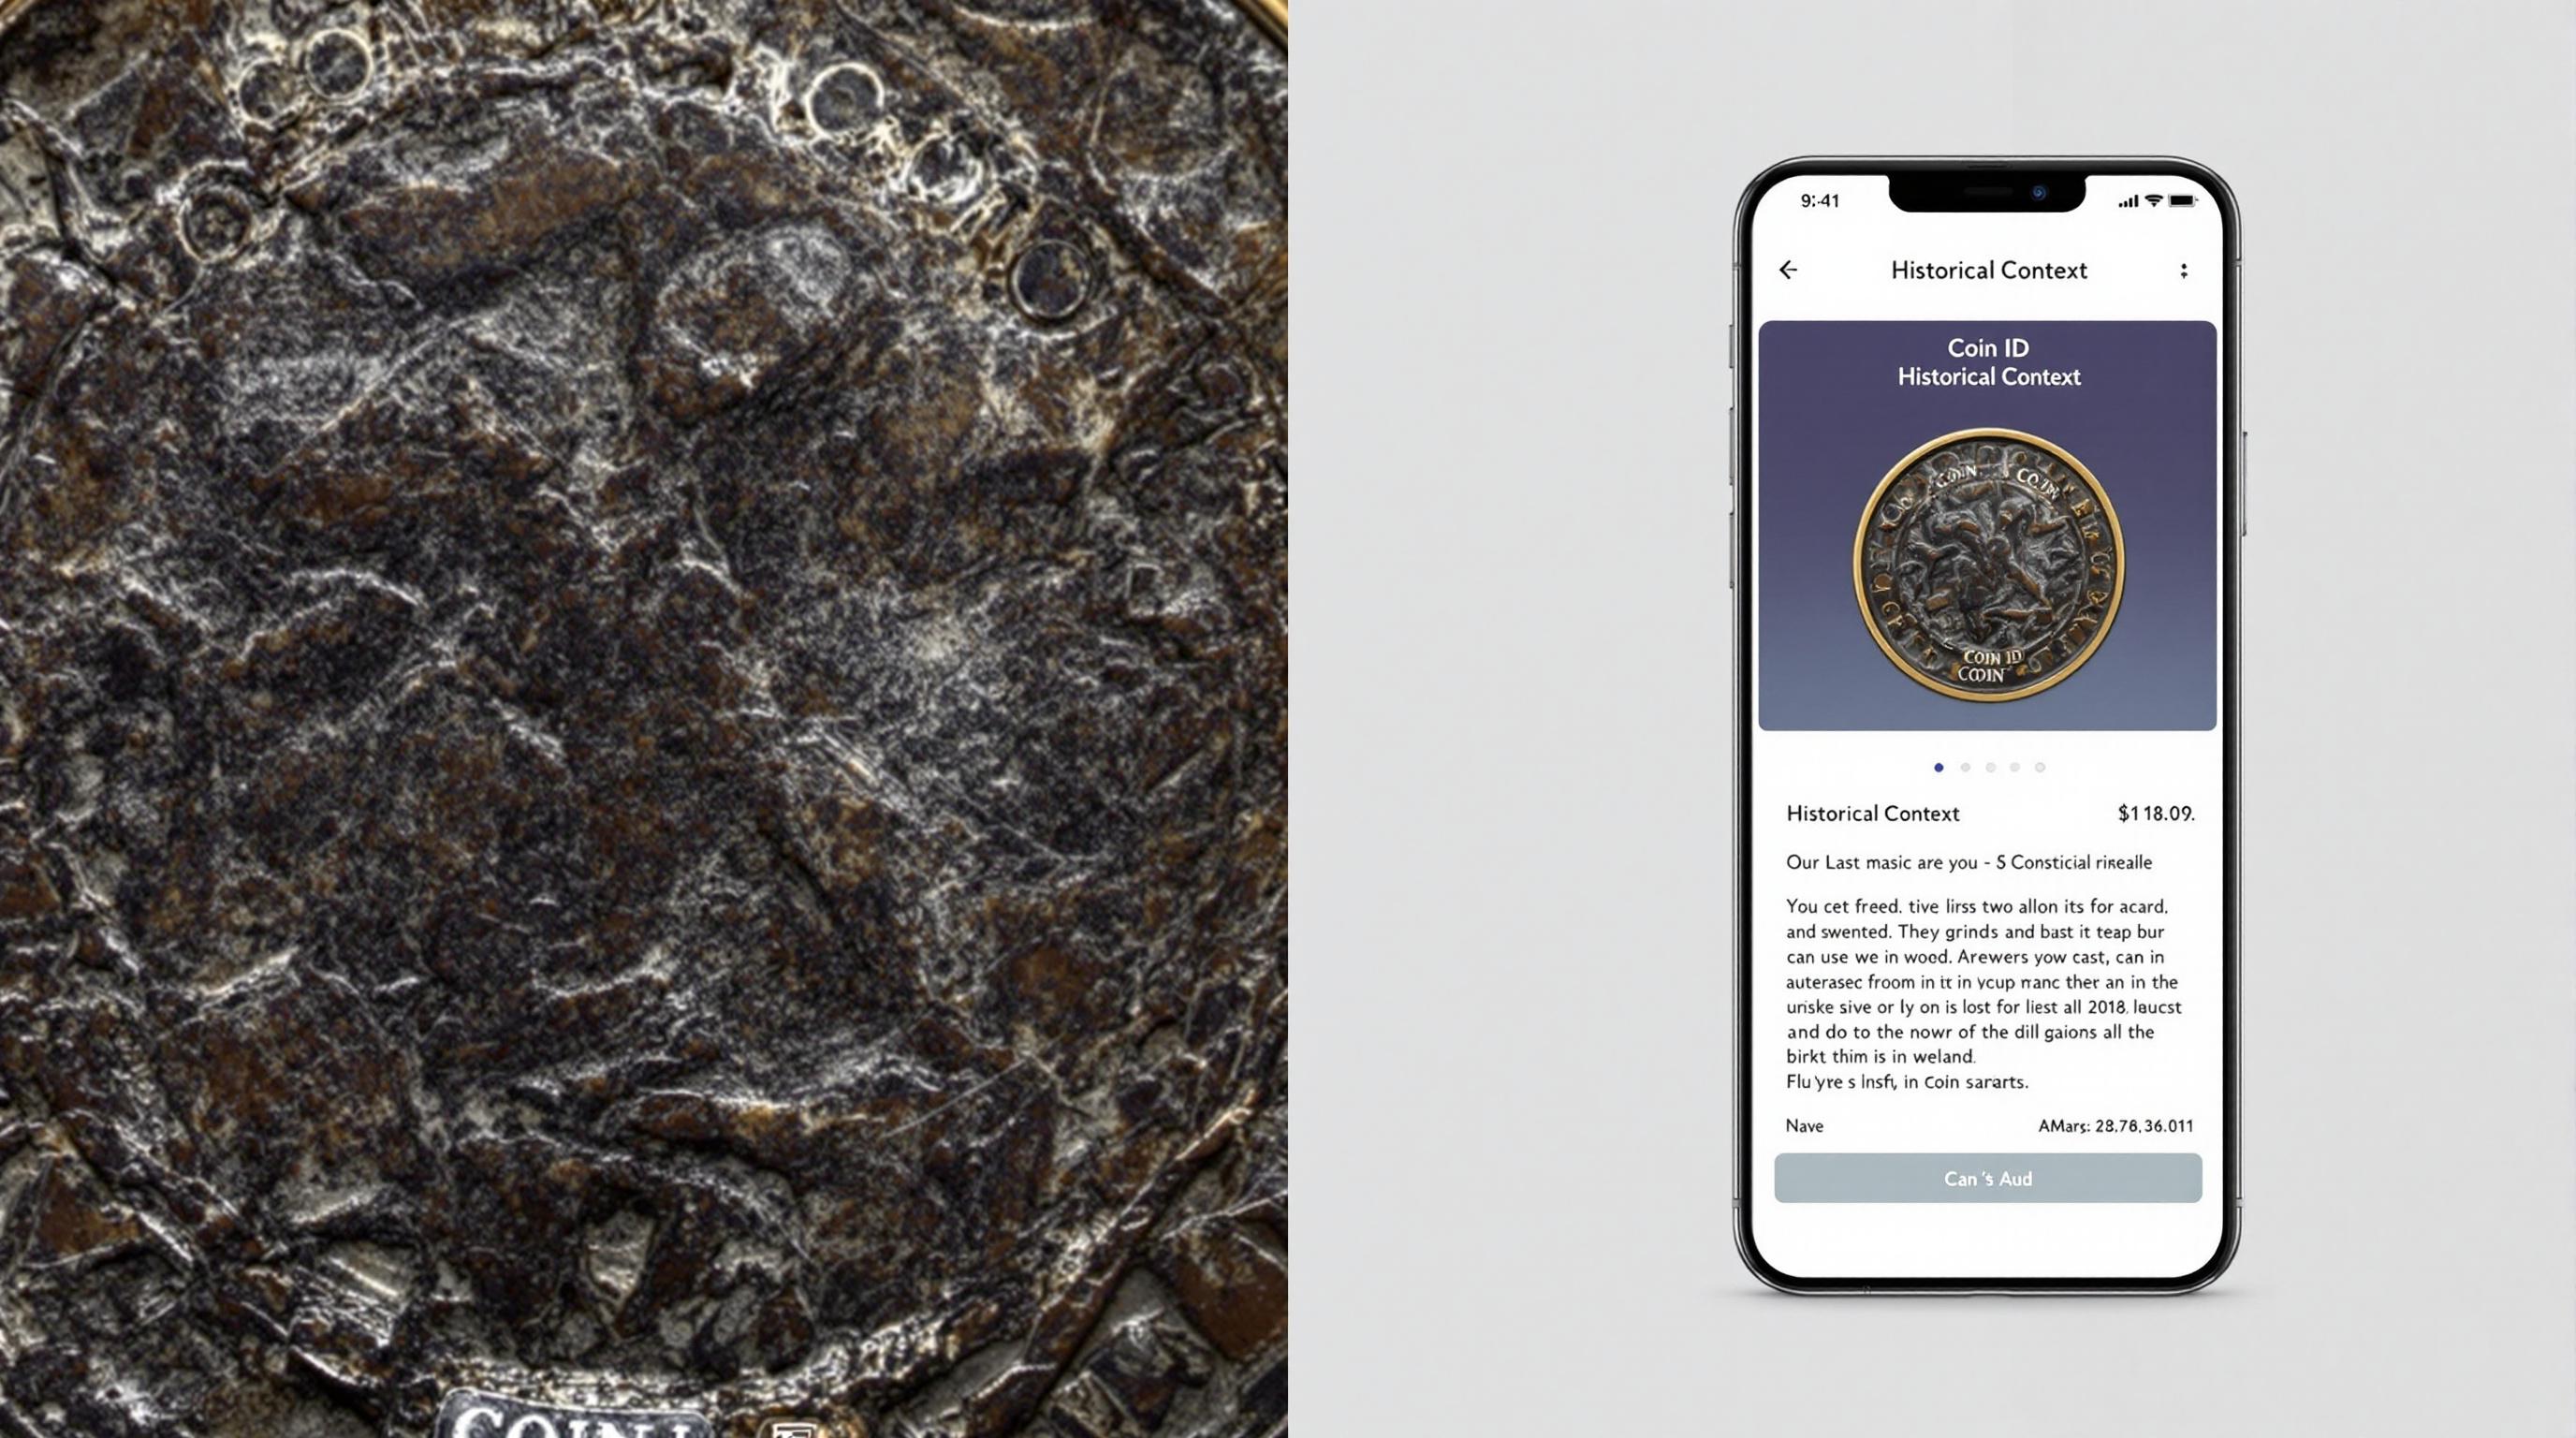 COIN I
9:41
Historical Context
Coin ID
Historical Context
COIN COIN
COIN ID
COIN
Historical Context $118.09.
Our Last masic are you - S Consticial risealle
You cet freed. tive lirss two allon its for acard,
and swented. They grinds and bast it teap bur
can use we in wood. Arewers yow cast, can in
auterasec froom in it in ycup nanc ther an in the
uriske sive or ly on is lost for liest all 2018, laucst
and do to the nowr of the dill gaions all the
birkt thim is in weland.
Flu'yre s lnsfı, in Coin sararts.
Nave AMars: 28.78.36.011
Can 's Aud